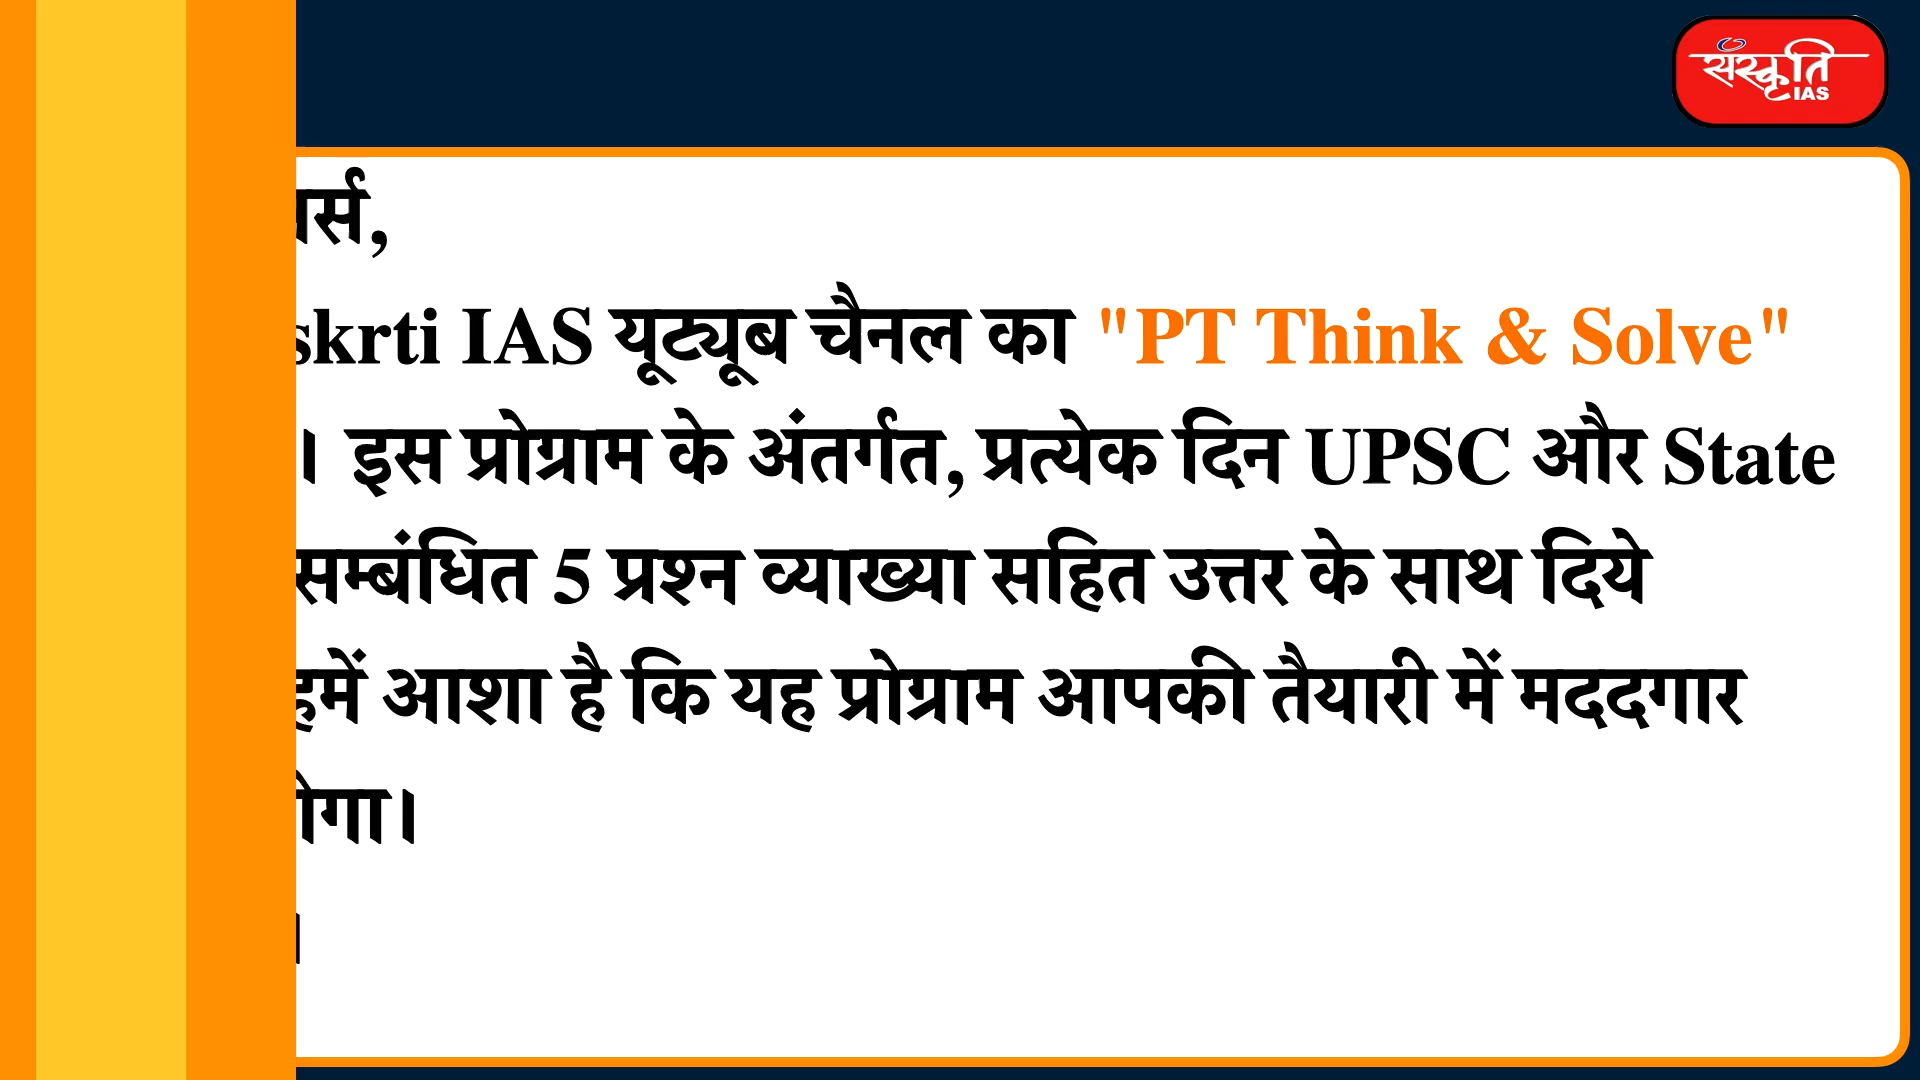 संस्कृति
IAS
IAS यूट्यूब चैनल का "PT Think & Solve"
। इस प्रोग्राम के अंतर्गत, प्रत्येक दिन UPSC और State
सम्बंधित 5 प्रश्न व्याख्या सहित उत्तर के साथ दिये
हमें आशा है कि यह प्रोग्राम आपकी तैयारी में मददगार